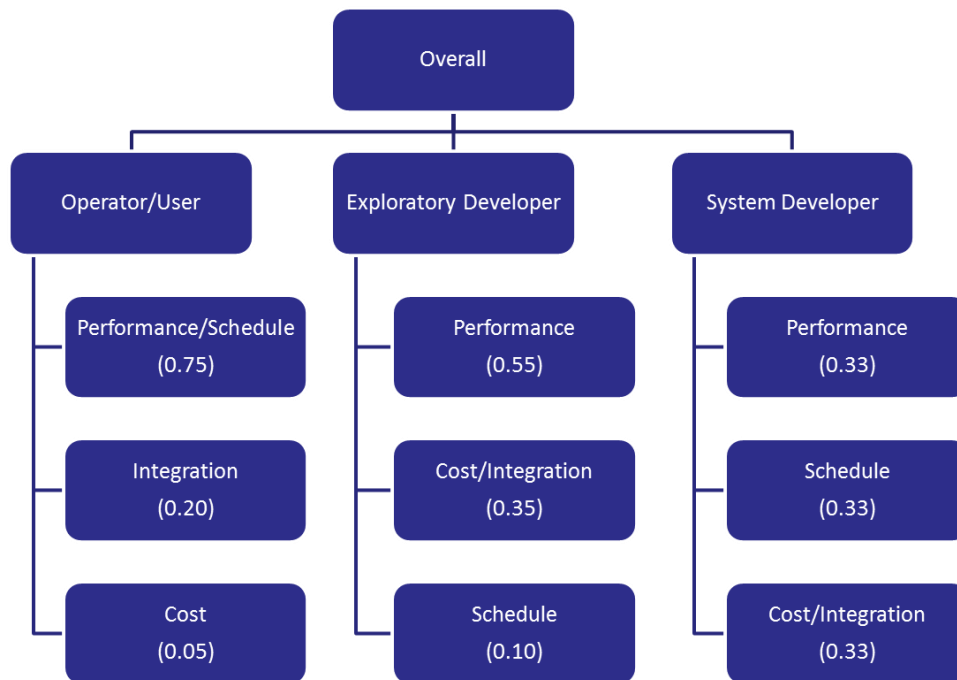 Overall
Operator/User
Exploratory Developer
System Developer
Performance/Schedule
(0.75)
Performance
(0.55)
Performance
(0.33)
Integration
(0.20)
Cost/Integration
(0.35)
Schedule
(0.33)
Cost
(0.05)
Schedule
(0.10)
Cost/Integration
(0.33)